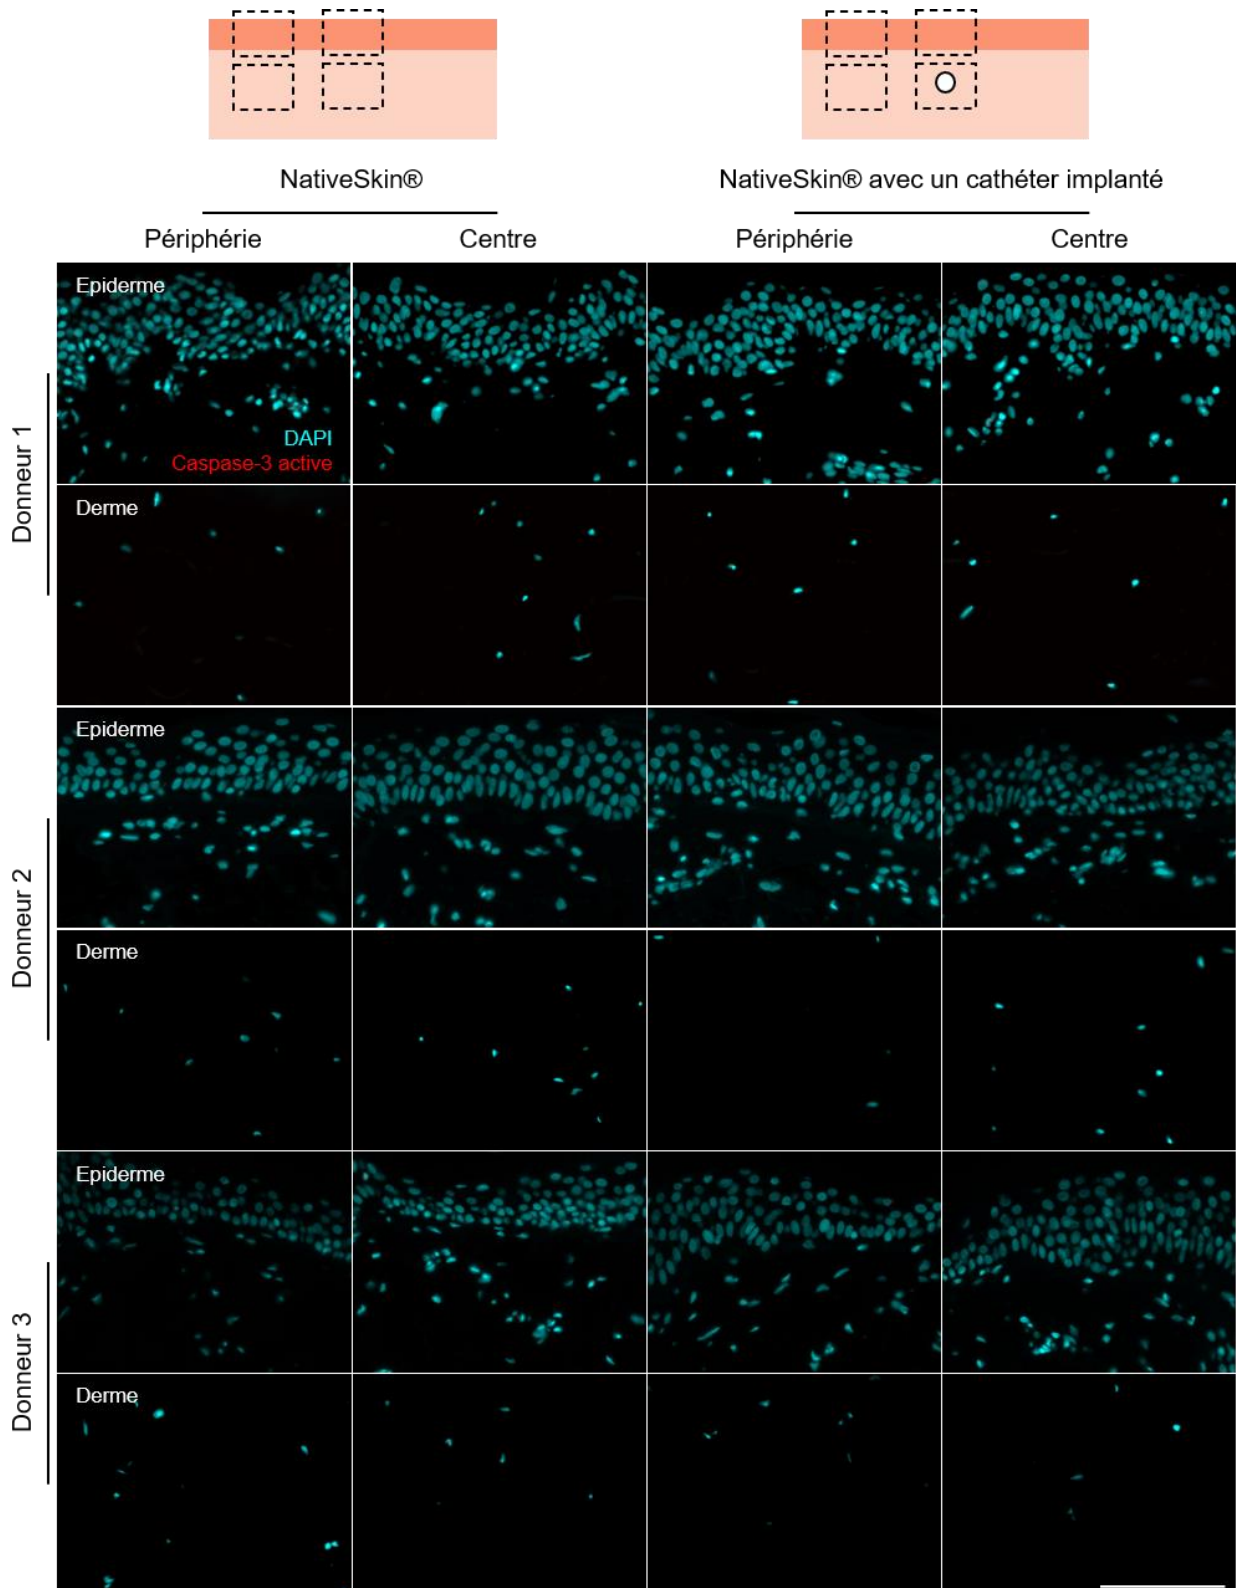 NativeSkin®
NativeSkin® avec un cathéter implanté
Périphérie
Centre
Périphérie
Centre
Donneur 1
Epiderme
DAPI
Caspase-3 active
Derme
Donneur 2
Epiderme
Derme
Donneur 3
Epiderme
Derme